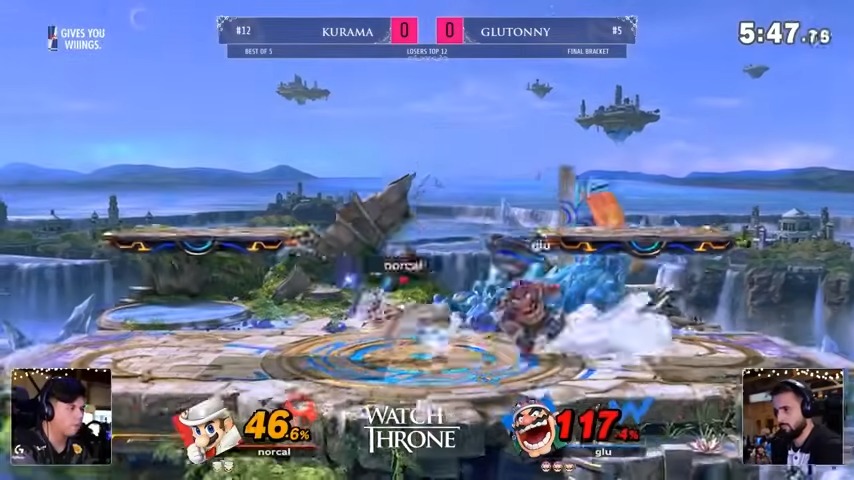 GIVES YOU
WIIINGS.
#12 KURAMA 0 0 GLUTONNY #5
BEST OF 5 LOSERS TOP 12 FINAL BRACKET
5:47.76
glu
norcal
46.6%
norcal
WATCH
THRONE
117.4%
glu